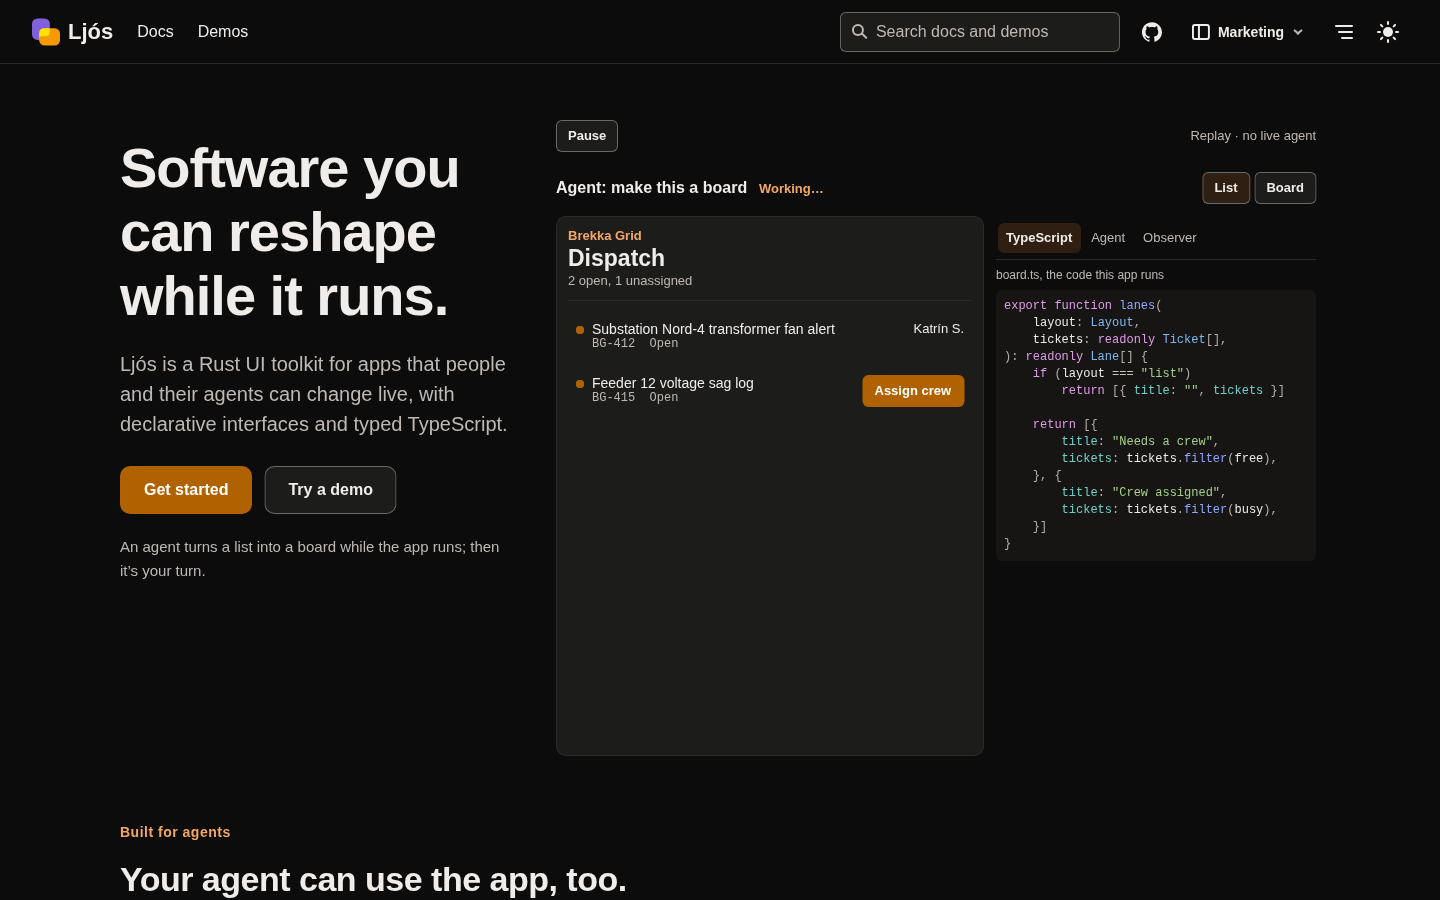 Ljós
Docs
Demos
Search docs and demos
Marketing
Software you
can reshape
while it runs.
Ljós is a Rust UI toolkit for apps that people
and their agents can change live, with
declarative interfaces and typed TypeScript.
Get started
Try a demo
An agent turns a list into a board while the app runs; then
it’s your turn.
Pause
Replay · no live agent
Agent: make this a board
Working…
List
Board
Brekka Grid
Dispatch
2 open, 1 unassigned
Substation Nord-4 transformer fan alert
BG-412 Open
Katrín S.
Feeder 12 voltage sag log
BG-415 Open
Assign crew
TypeScript
Agent
Observer
board.ts, the code this app runs
export function lanes(
    layout: Layout,
    tickets: readonly Ticket[],
): readonly Lane[] {
    if (layout === "list")
        return [{ title: "", tickets }]
    return [{
        title: "Needs a crew",
        tickets: tickets.filter(free),
    }, {
        title: "Crew assigned",
        tickets: tickets.filter(busy),
    }]
}
Built for agents
Your agent can use the app, too.